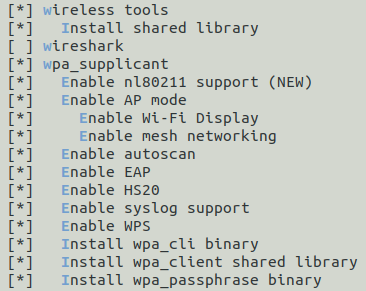 [*] wireless tools
[*]   Install shared library
[ ] wireshark
[*] wpa_supplicant
[*]   Enable nl80211 support (NEW)
[*]   Enable AP mode
[*]     Enable Wi-Fi Display
[*]     Enable mesh networking
[*]   Enable autoscan
[*]   Enable EAP
[*]   Enable HS20
[*]   Enable syslog support
[*]   Enable WPS
[*]   Install wpa_cli binary
[*]   Install wpa_client shared library
[*]   Install wpa_passphrase binary